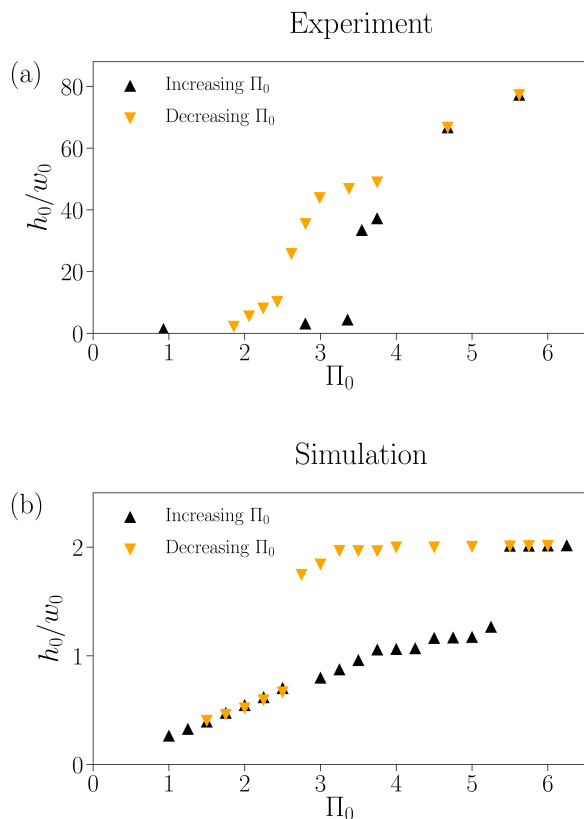 Experiment
(a)
Increasing Π₀
Decreasing Π₀
h₀/w₀
80
60
40
20
0
0 1 2 3 4 5 6
Π₀
Simulation
(b)
Increasing Π₀
Decreasing Π₀
h₀/w₀
2
1
0
0 1 2 3 4 5 6
Π₀